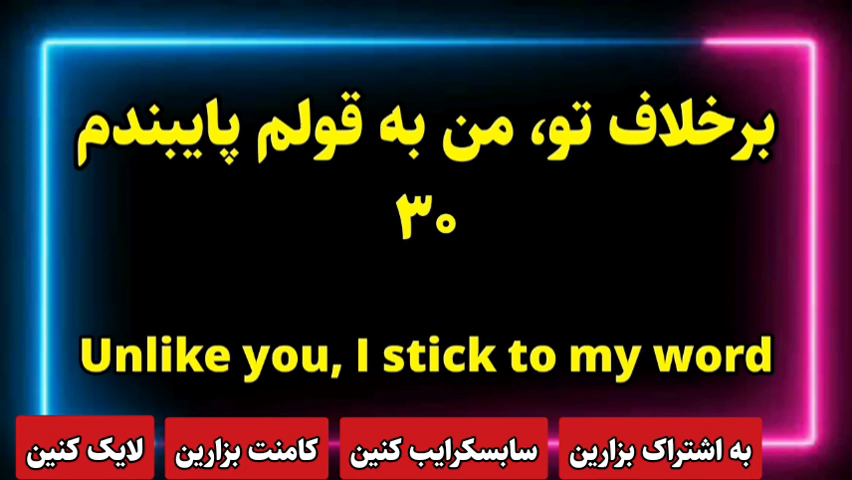 برخلاف تو، من به قولم پایبندم
۳۰
Unlike you, I stick to my word
به اشتراک بزارین
سابسکرایب کنین
کامنت بزارین
لایک کنین